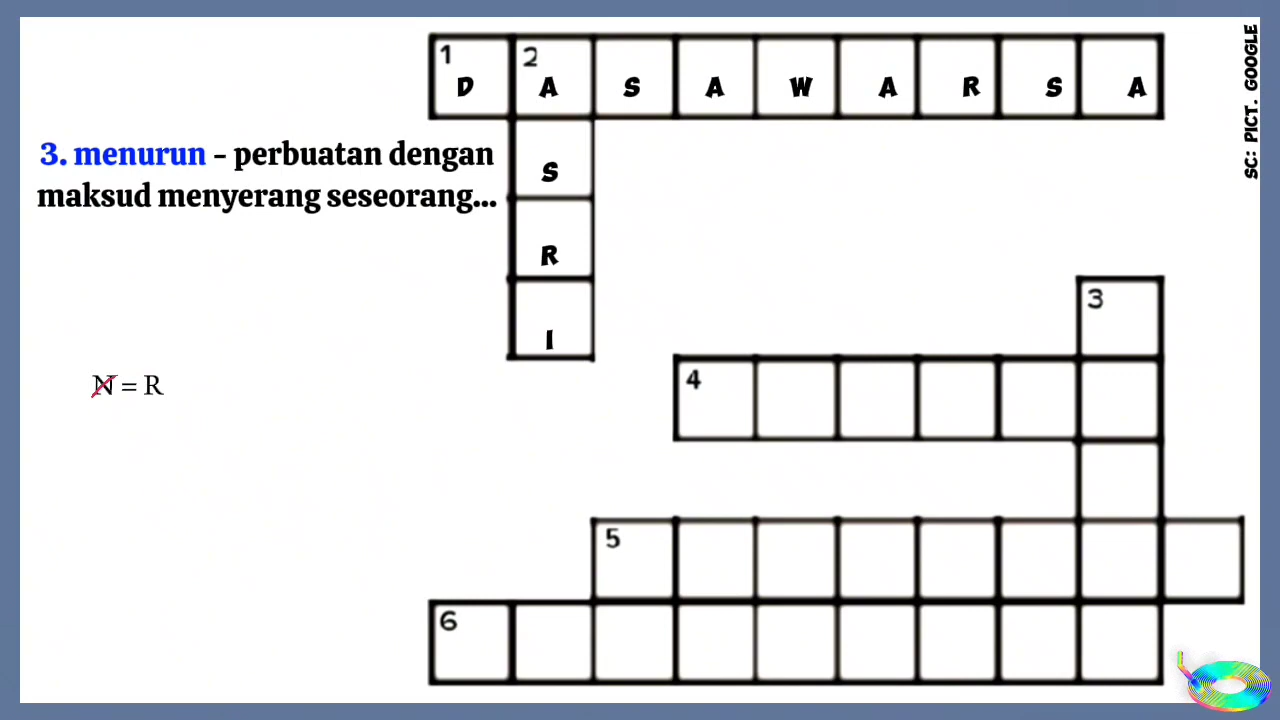 SC: PICT. GOOGLE
1 2
D A S A W A R S A
3. menurun - perbuatan dengan
maksud menyerang seseorang...
S
R
I
3
N = R
4
5
6